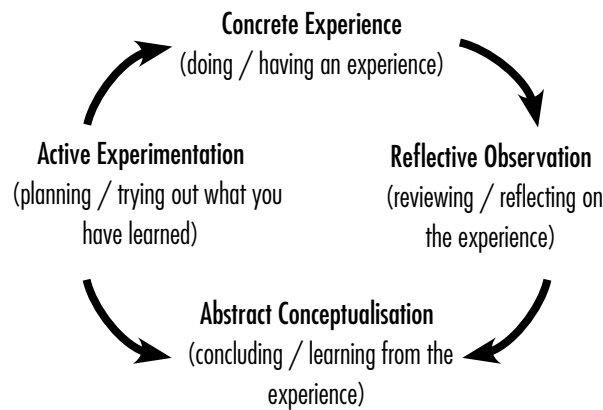 Concrete Experience
(doing / having an experience)
Active Experimentation
(planning / trying out what you
have learned)
Reflective Observation
(reviewing / reflecting on
the experience)
Abstract Conceptualisation
(concluding / learning from the
experience)